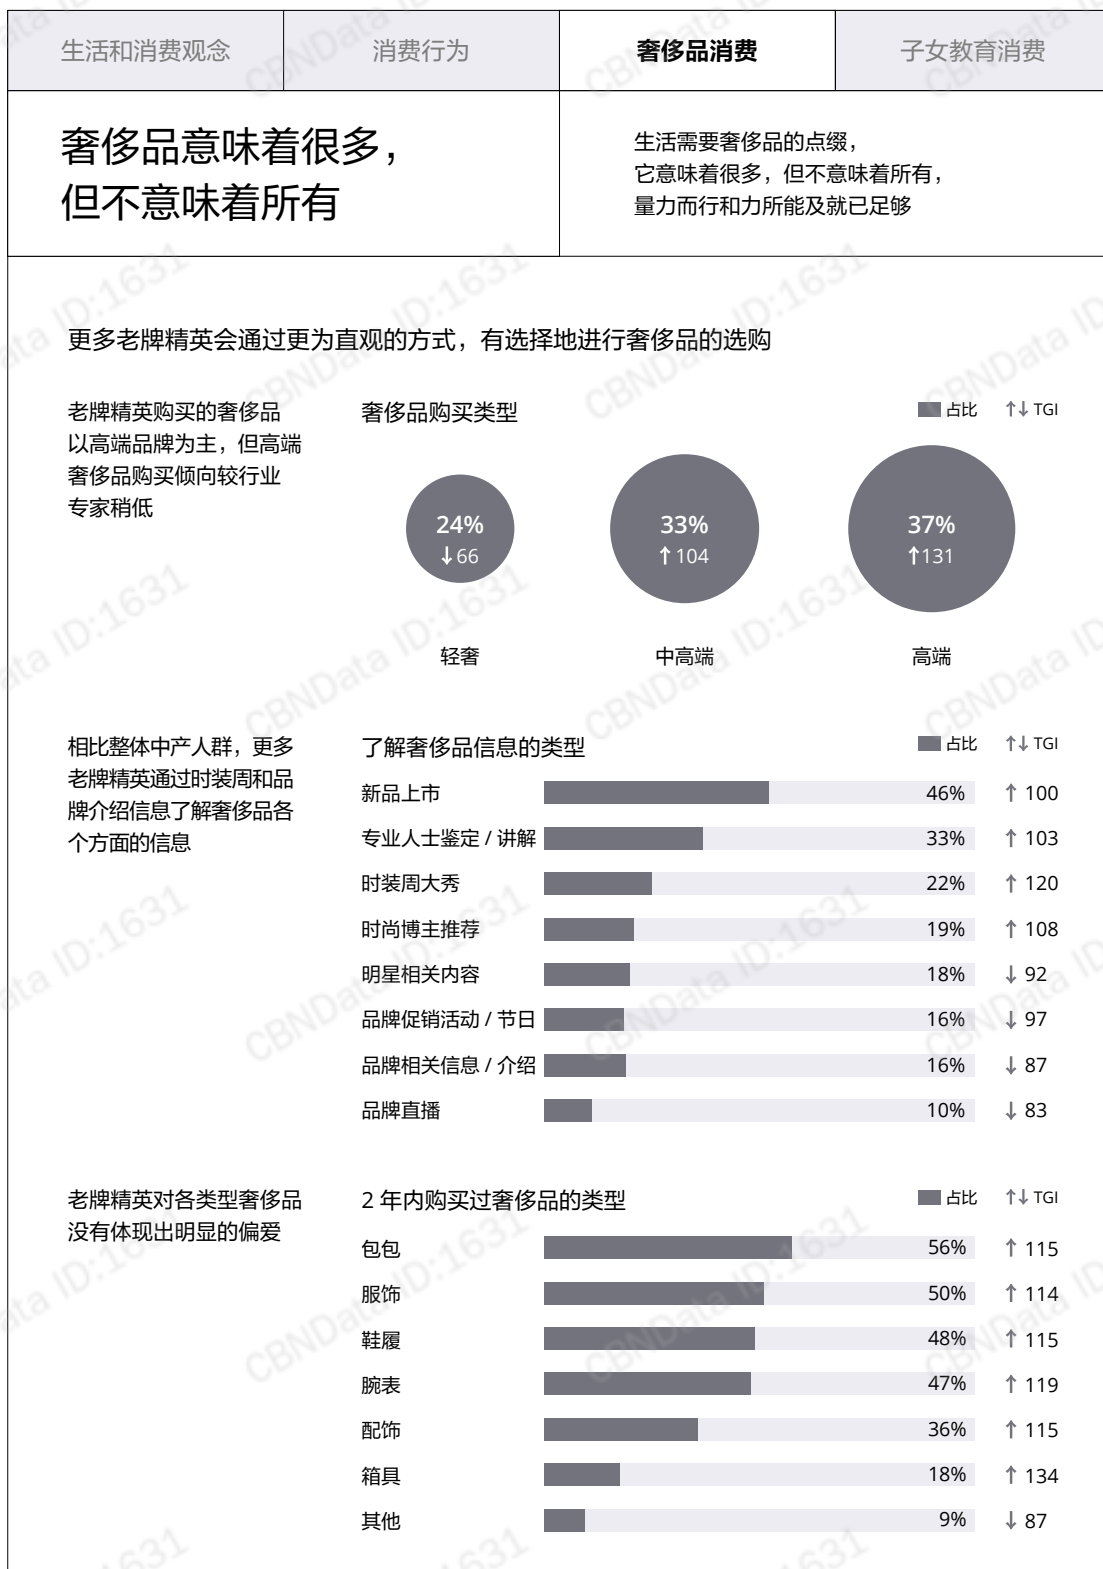 生活和消费观念
消费行为
奢侈品消费
子女教育消费
奢侈品意味着很多，
但不意味着所有
生活需要奢侈品的点缀，
它意味着很多，但不意味着所有，
量力而行和力所能及就已足够
更多老牌精英会通过更为直观的方式，有选择地进行奢侈品的选购
老牌精英购买的奢侈品
以高端品牌为主，但高端
奢侈品购买倾向较行业
专家稍低
奢侈品购买类型
占比 ↑↓ TGI
24%
↓66
33%
↑104
37%
↑131
轻奢
中高端
高端
相比整体中产人群，更多
老牌精英通过时装周和品
牌介绍信息了解奢侈品各
个方面的信息
了解奢侈品信息的类型
占比 ↑↓ TGI
新品上市 46% ↑ 100
专业人士鉴定 / 讲解 33% ↑ 103
时装周大秀 22% ↑ 120
时尚博主推荐 19% ↑ 108
明星相关内容 18% ↓ 92
品牌促销活动 / 节日 16% ↓ 97
品牌相关信息 / 介绍 16% ↓ 87
品牌直播 10% ↓ 83
老牌精英对各类型奢侈品
没有体现出明显的偏爱
2 年内购买过奢侈品的类型
占比 ↑↓ TGI
包包 56% ↑ 115
服饰 50% ↑ 114
鞋履 48% ↑ 115
腕表 47% ↑ 119
配饰 36% ↑ 115
箱具 18% ↑ 134
其他 9% ↓ 87
CBNData ID:1631